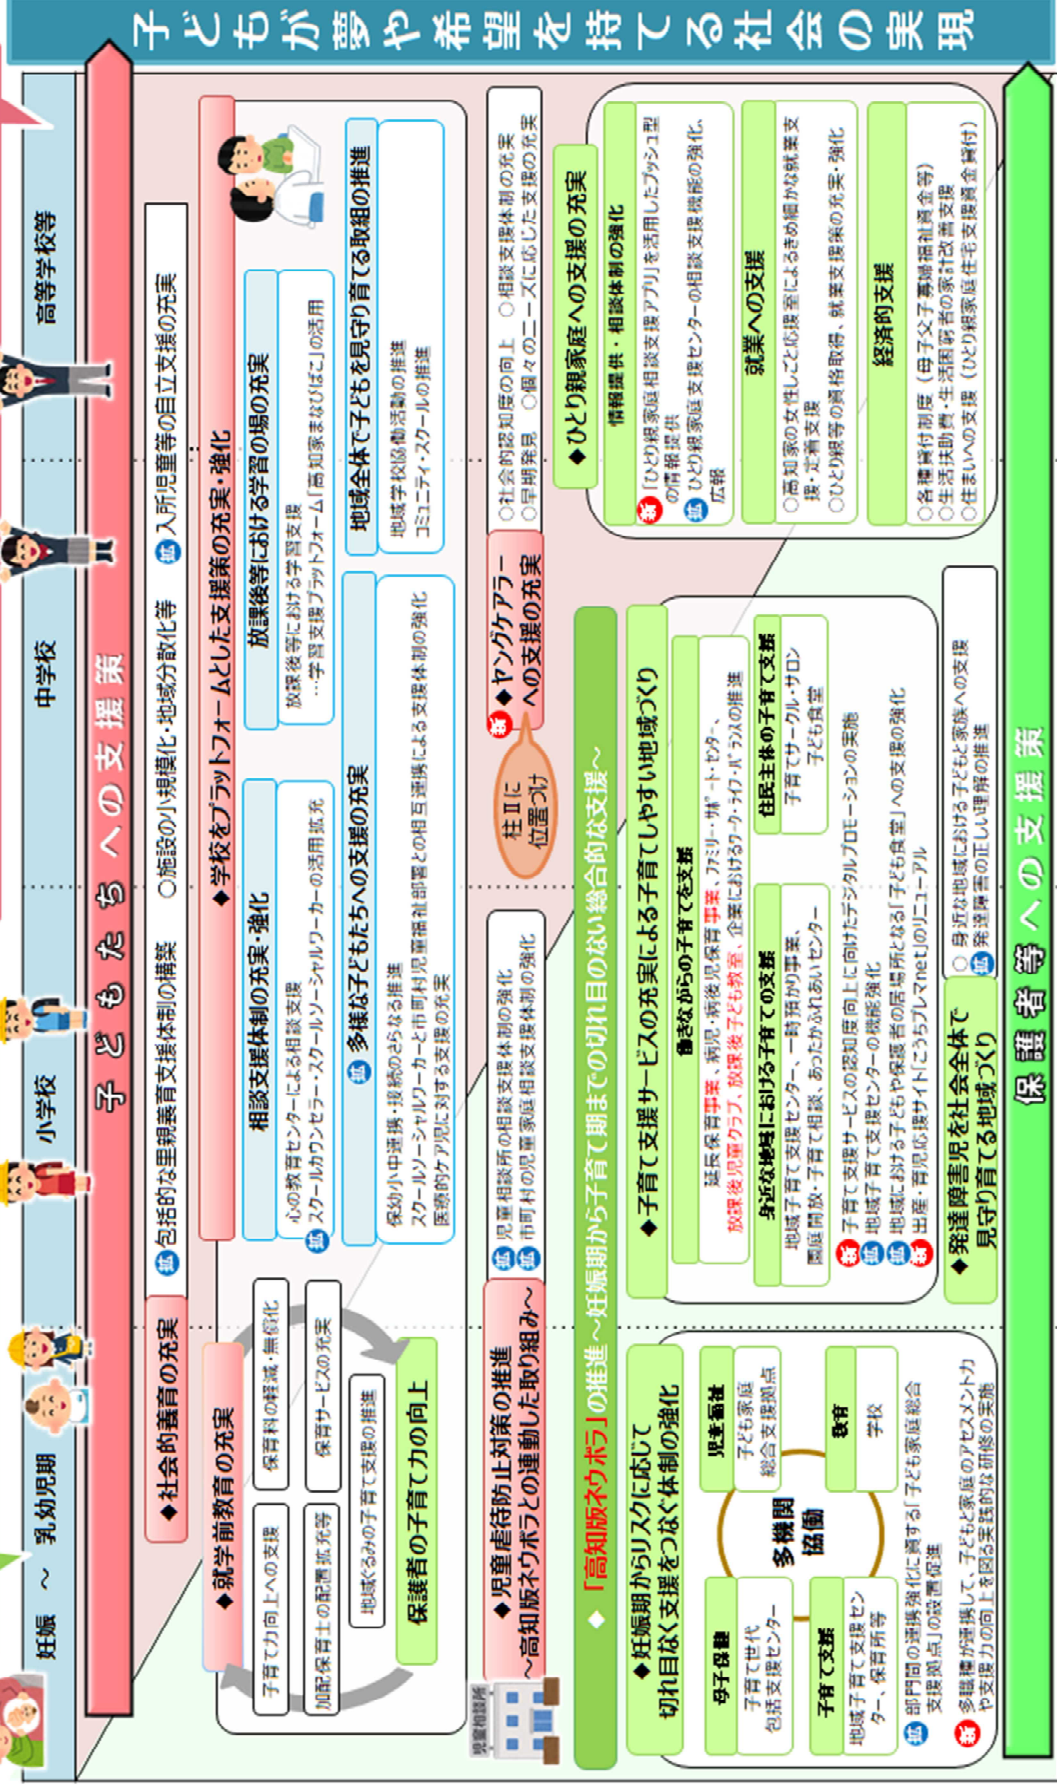 子どもが夢や希望を持てる社会の実現
妊娠　～　乳幼児期
小学校
中学校
高等学校等
子どもたちへの支援策
◆社会的養育の充実
拡 包括的な里親養育支援体制の構築　○施設の小規模化・地域分散化等　拡 入所児童等の自立支援の充実
◆就学前教育の充実
子育て力向上への支援
保育料の軽減・無償化
加配保育士の配置拡充等
保育サービスの充実
地域ぐるみの子育て支援の推進
保護者の子育て力の向上
◆学校をプラットフォームとした支援策の充実・強化
相談支援体制の充実・強化
心の教育センターによる相談支援
拡 スクールカウンセラー・スクールソーシャルワーカーの活用拡充
放課後等における学習の場の充実
放課後等における学習支援
…学習支援プラットフォーム「高知家まなびばこ」の活用
拡 多様な子どもたちへの支援の充実
保幼小中連携・接続のさらなる推進
スクールソーシャルワーカーと市町村児童福祉部署との相互連携による支援体制の強化
医療的ケア児に対する支援の充実
地域全体で子どもを見守り育てる取組の推進
地域学校協働活動の推進
コミュニティ・スクールの推進
児童相談所
◆児童虐待防止対策の推進
～高知版ネウボラとの連動した取り組み～
拡 児童相談所の相談支援体制の強化
拡 市町村の児童家庭相談支援体制の強化
柱Ⅱに
位置づけ
新 ◆ヤングケアラー
への支援の充実
○社会的認知度の向上　○相談支援体制の充実
○早期発見　○個々のニーズに応じた支援の充実
◆「高知版ネウボラ」の推進～妊娠期から子育て期までの切れ目のない総合的な支援～
◆妊娠期からリスクに応じて
切れ目なく支援をつなぐ体制の強化
母子保健
子育て世代
包括支援センター
児童福祉
子ども家庭
総合支援拠点
多機関
協働
子育て支援
地域子育て支援セン
ター、保育所等
教育
学校
拡 部門間の連携強化に資する「子ども家庭総合
支援拠点」の設置促進
新 多職種が連携して、子どもと家庭のアセスメント力
や支援力の向上を図る実践的な研修の実施
◆子育て支援サービスの充実による子育てしやすい地域づくり
働きながらの子育てを支援
延長保育事業、病児・病後児保育事業、ファミリー・サポート・センター、
放課後児童クラブ、放課後子ども教室、企業におけるワーク・ライフ・バランスの推進
身近な地域における子育ての支援
地域子育て支援センター、一時預かり事業、
園庭開放・子育て相談、あったかふれあいセンター
住民主体の子育て支援
子育てサークル・サロン
子ども食堂
新 子育て支援サービスの認知度向上に向けたデジタルプロモーションの実施
拡 地域子育て支援センターの機能強化
拡 地域における子どもや保護者の居場所となる「子ども食堂」への支援の強化
新 出産・育児応援サイト「こうちプレマnet」のリニューアル
◆発達障害児を社会全体で
見守り育てる地域づくり
○ 身近な地域における子どもと家族への支援
拡 発達障害の正しい理解の推進
◆ひとり親家庭への支援の充実
情報提供・相談体制の強化
新 「ひとり親家庭相談支援アプリ」を活用したプッシュ型
の情報提供
拡 ひとり親家庭支援センターの相談支援機能の強化、
広報
就業への支援
○高知家の女性しごと応援室によるきめ細かな就業支
援・定着支援
○ひとり親等の資格取得、就業支援策の充実・強化
経済的支援
○各種貸付制度（母子父子寡婦福祉資金等）
○生活扶助費・生活困窮者の家計改善支援
○住まいへの支援（ひとり親家庭住宅支援資金貸付）
保護者等への支援策